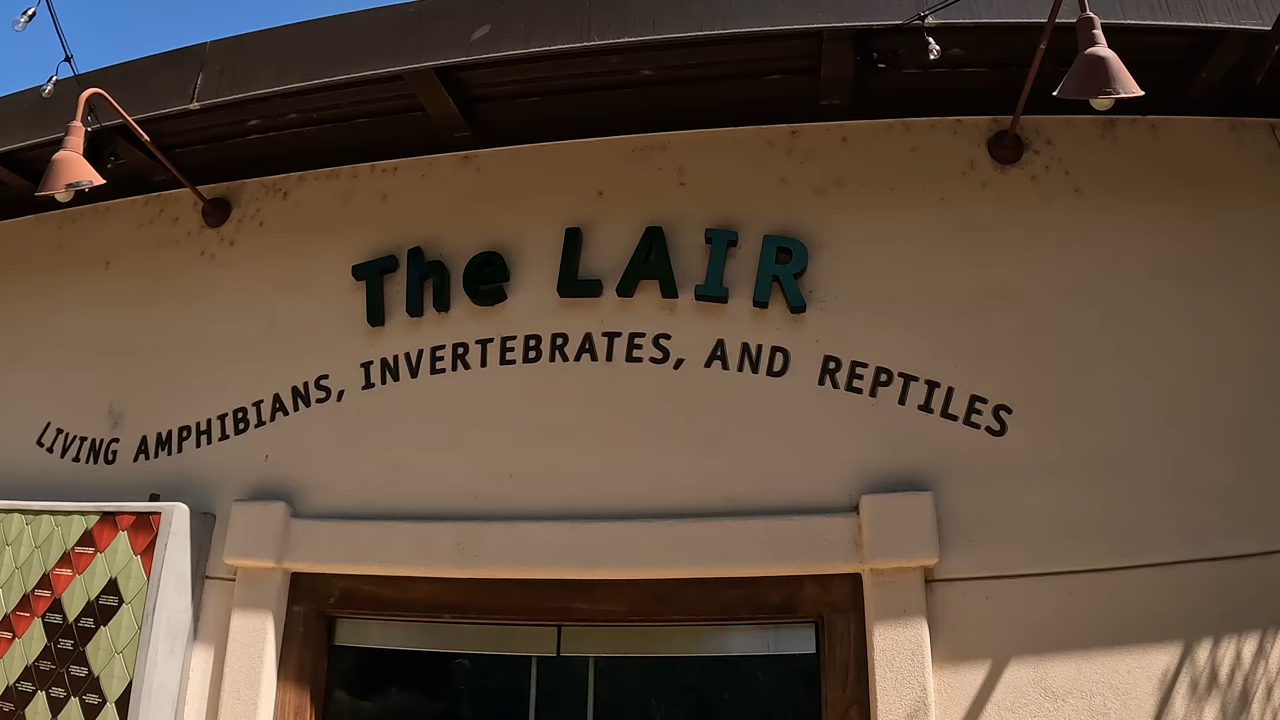 The LAIR
LIVING AMPHIBIANS, INVERTEBRATES, AND REPTILES